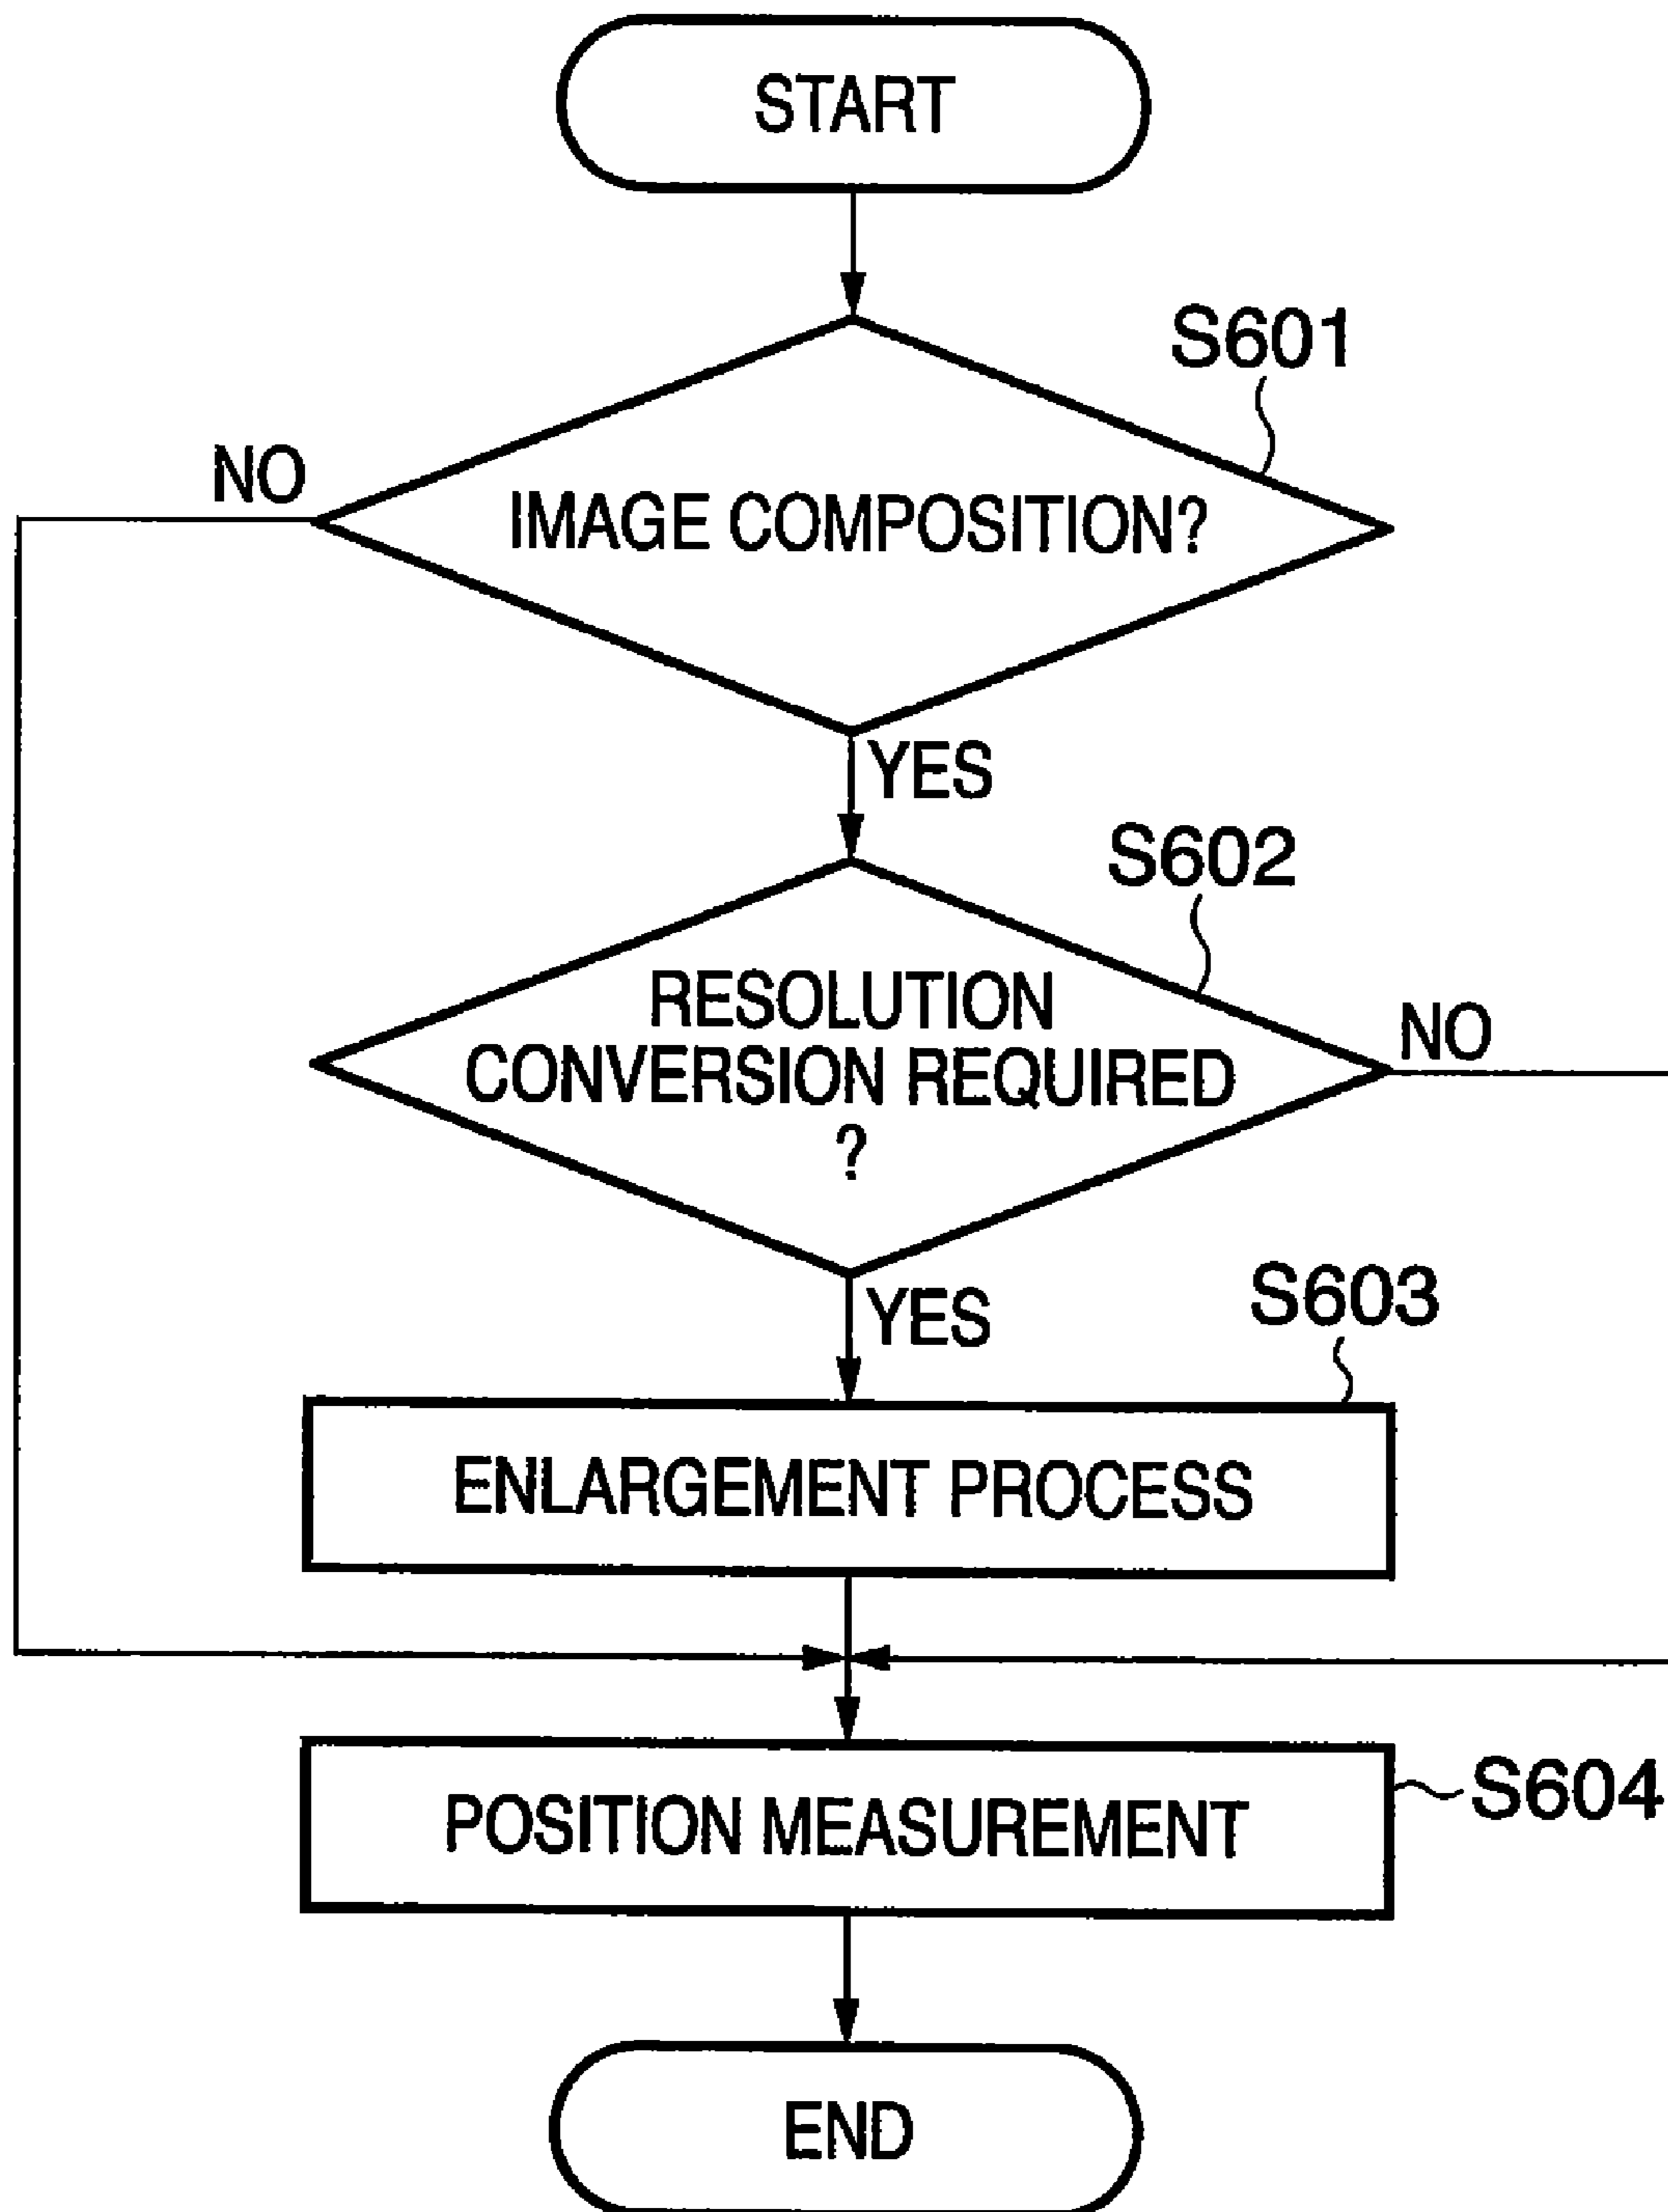 START
S601
NO
IMAGE COMPOSITION?
YES
S602
RESOLUTION
CONVERSION REQUIRED
?
NO
YES
S603
ENLARGEMENT PROCESS
POSITION MEASUREMENT
S604
END